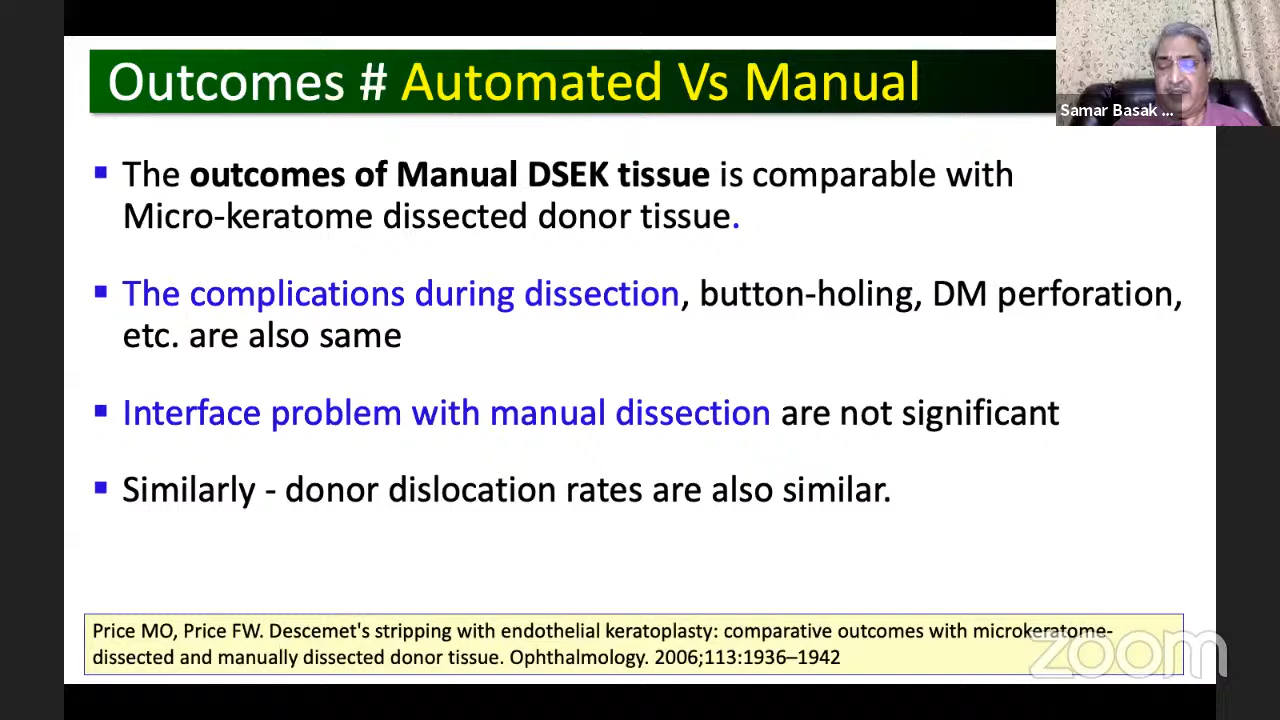 Outcomes # Automated Vs Manual
Samar Basak ...
The outcomes of Manual DSEK tissue is comparable with
Micro-keratome dissected donor tissue.
The complications during dissection, button-holing, DM perforation,
etc. are also same
Interface problem with manual dissection are not significant
Similarly - donor dislocation rates are also similar.
Price MO, Price FW. Descemet's stripping with endothelial keratoplasty: comparative outcomes with microkeratome-
dissected and manually dissected donor tissue. Ophthalmology. 2006;113:1936–1942
zoom